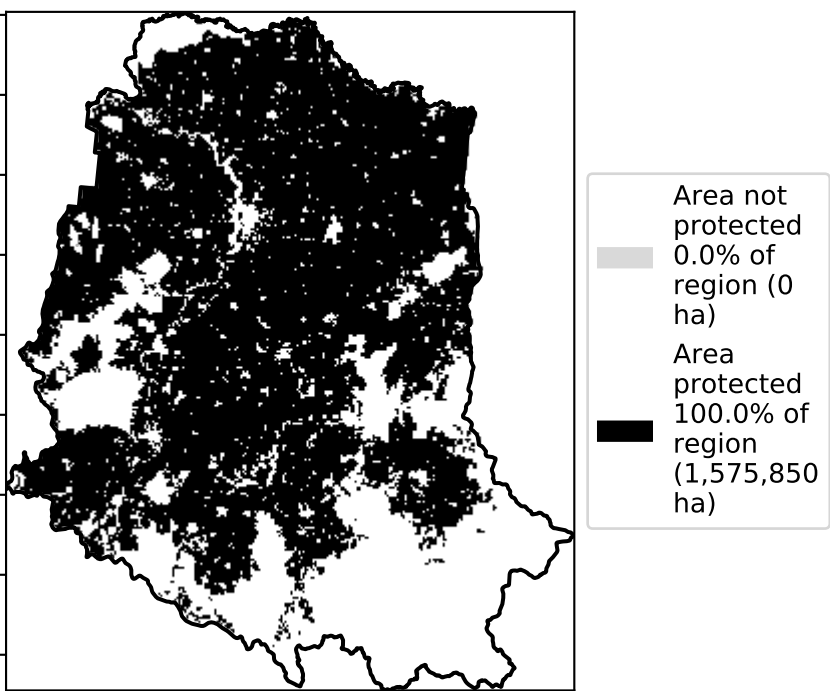 Area not
protected
0.0% of
region (0
ha)
Area
protected
100.0% of
region
(1,575,850
ha)